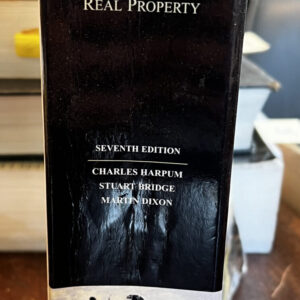 REAL PROPERTY
SEVENTH EDITION
CHARLES HARPUM
STUART BRIDGE
MARTIN DIXON